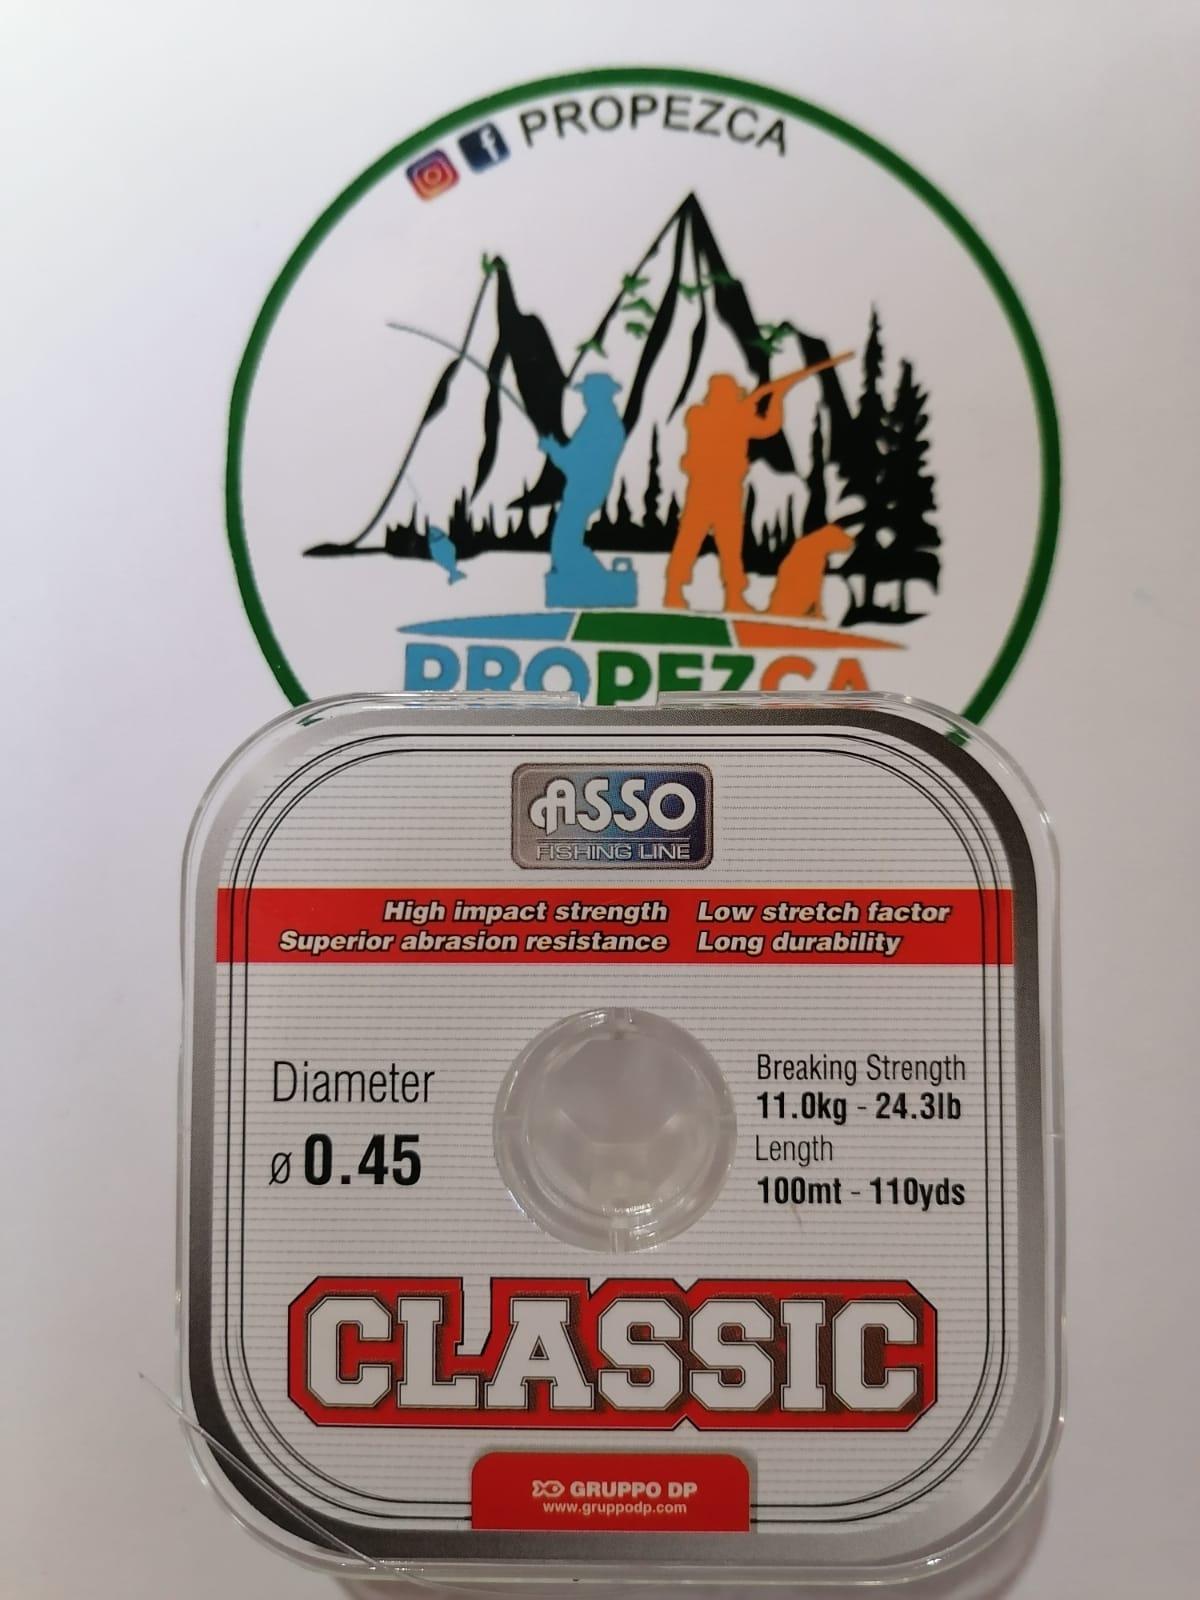 PROPEZCA
PROPEZCA
ASSO
FISHING LINE
High impact strength Low stretch factor
Superior abrasion resistance Long durability
Diameter
ø 0.45
Breaking Strength
11.0kg - 24.3lb
Length
100mt - 110yds
CLASSIC
GRUPPO DP
www.gruppodp.com